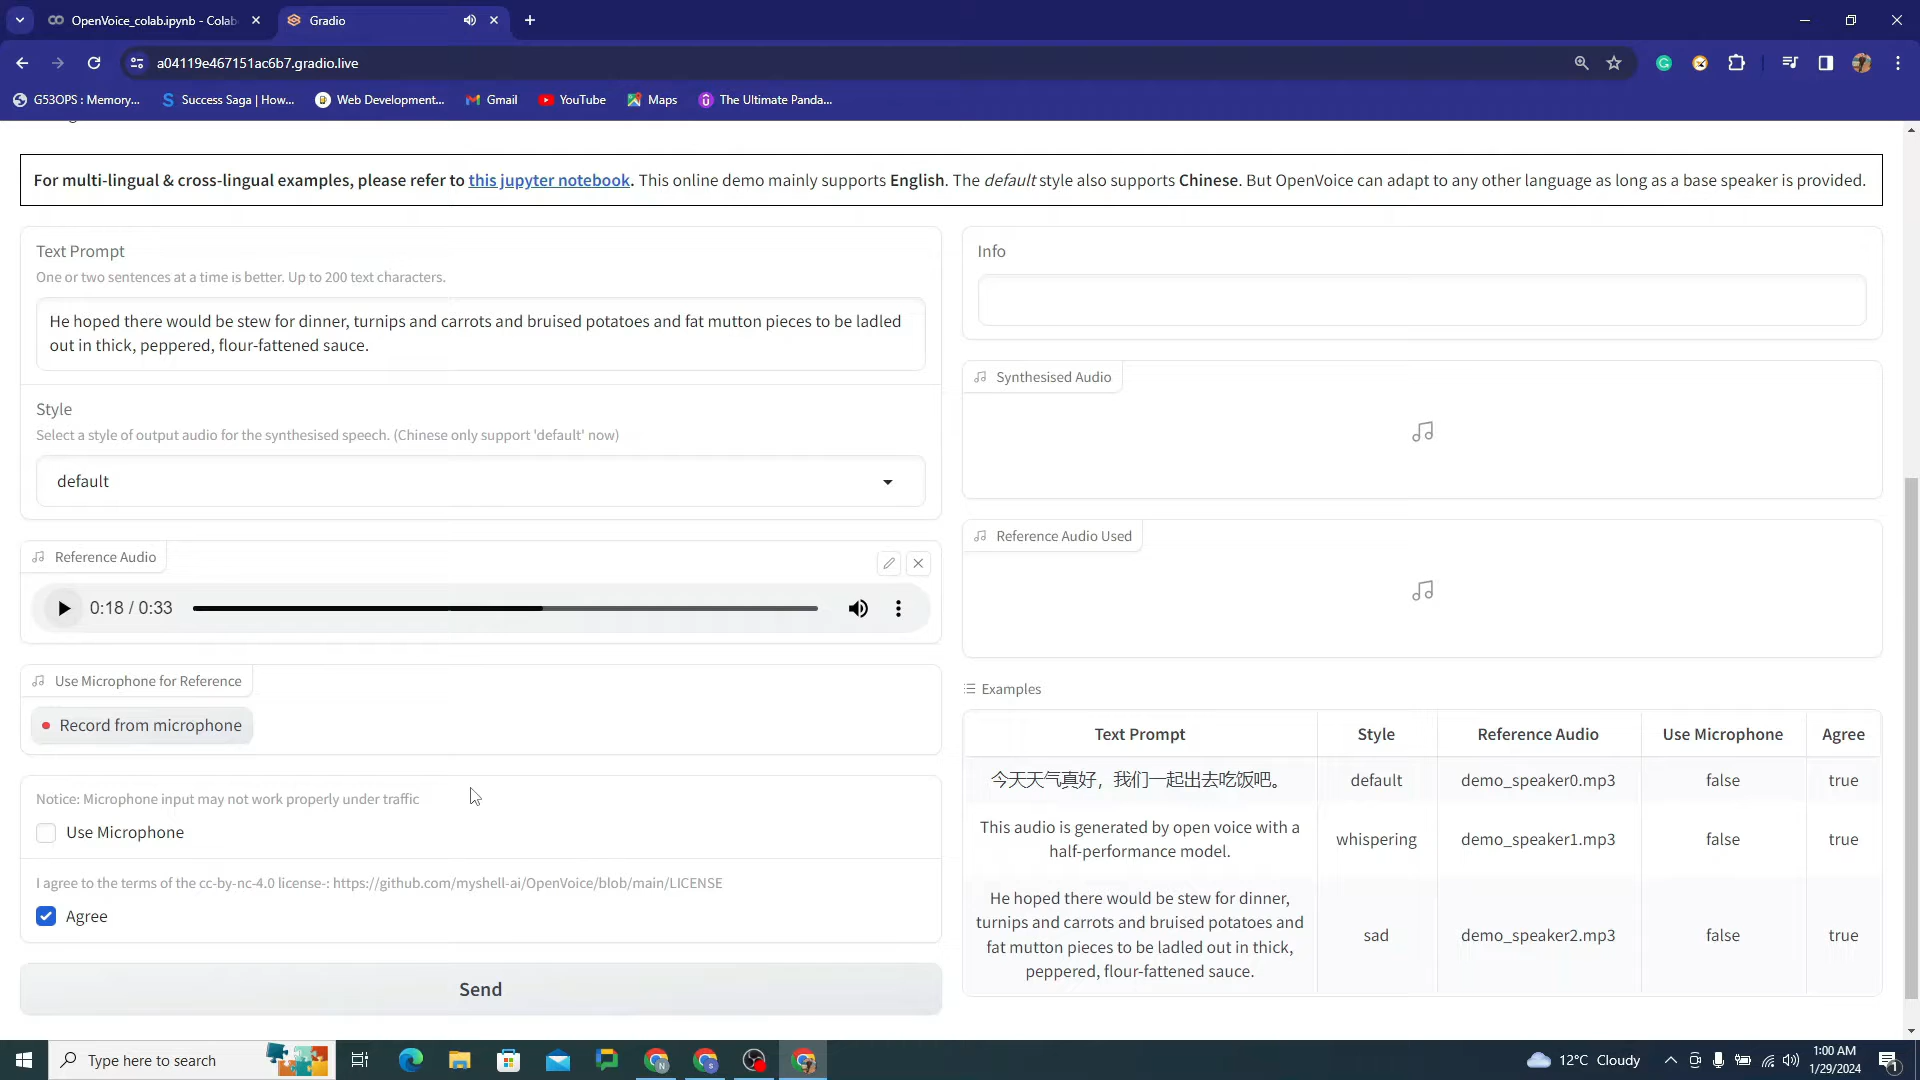 OpenVoice_colab.ipynb - Colab
Gradio
a04119e467151ac6b7.gradio.live
G53OPS : Memory...
Success Saga | How...
Web Development...
Gmail
YouTube
Maps
The Ultimate Panda...
For multi-lingual & cross-lingual examples, please refer to this jupyter notebook. This online demo mainly supports English. The default style also supports Chinese. But OpenVoice can adapt to any other language as long as a base speaker is provided.
Text Prompt
One or two sentences at a time is better. Up to 200 text characters.
He hoped there would be stew for dinner, turnips and carrots and bruised potatoes and fat mutton pieces to be ladled
out in thick, peppered, flour-fattened sauce.
Style
Select a style of output audio for the synthesised speech. (Chinese only support 'default' now)
default
Reference Audio
0:18 / 0:33
Use Microphone for Reference
Record from microphone
Notice: Microphone input may not work properly under traffic
Use Microphone
I agree to the terms of the cc-by-nc-4.0 license-: https://github.com/myshell-ai/OpenVoice/blob/main/LICENSE
Agree
Send
Info
Synthesised Audio
Reference Audio Used
Examples
Text Prompt Style Reference Audio Use Microphone Agree
今天天气真好，我们一起出去吃饭吧。 default demo_speaker0.mp3 false true
This audio is generated by open voice with a
half-performance model.
whispering demo_speaker1.mp3 false true
He hoped there would be stew for dinner,
turnips and carrots and bruised potatoes and
fat mutton pieces to be ladled out in thick,
peppered, flour-fattened sauce.
sad demo_speaker2.mp3 false true
Type here to search
12°C Cloudy
1:00 AM
1/29/2024